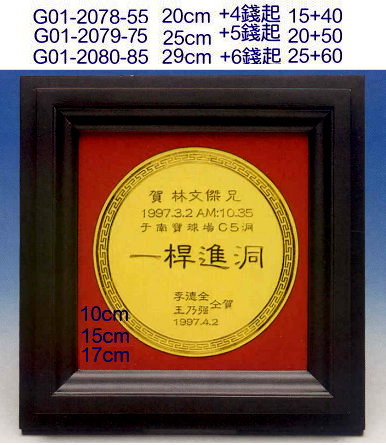 G01-2078-55 20cm +4錢起 15+40
G01-2079-75 25cm +5錢起 20+50
G01-2080-85 29cm +6錢起 25+60
賀 林文傑兄
1997.3.2 AM:10.35
于南寶球場C5洞
一桿進洞
李德全
王乃強 仝賀
1997.4.2
10cm
15cm
17cm